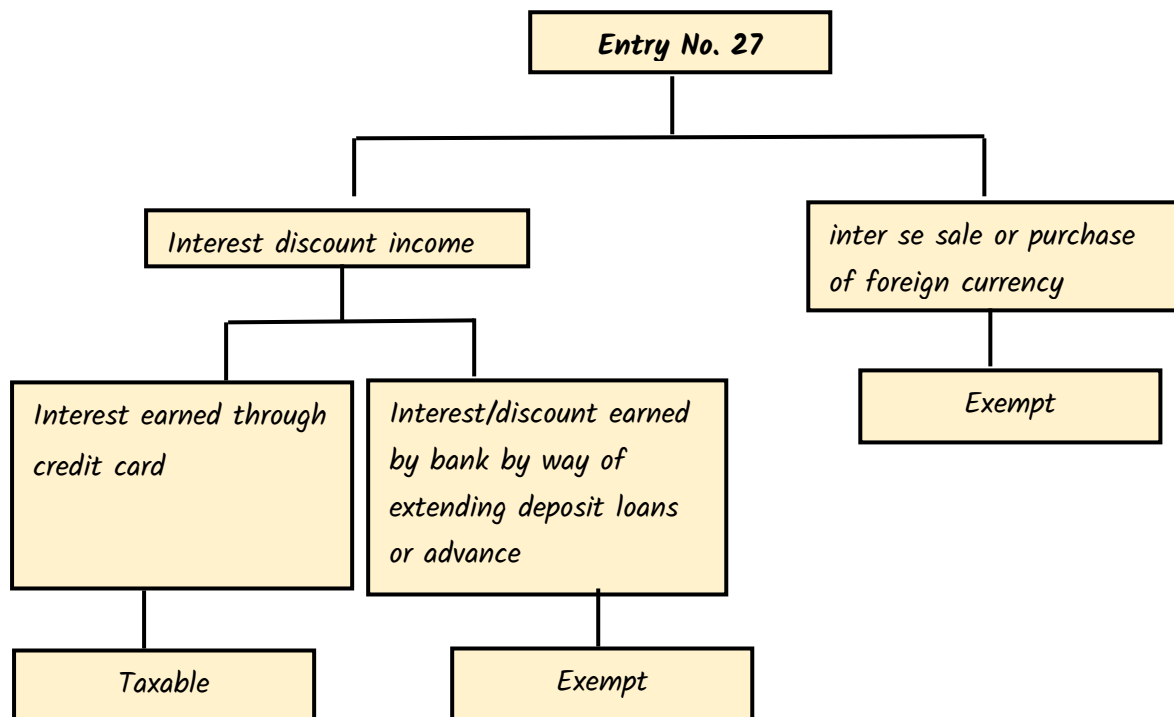 Entry No. 27
Interest discount income
inter se sale or purchase
of foreign currency
Interest earned through
credit card
Interest/discount earned
by bank by way of
extending deposit loans
or advance
Exempt
Taxable
Exempt